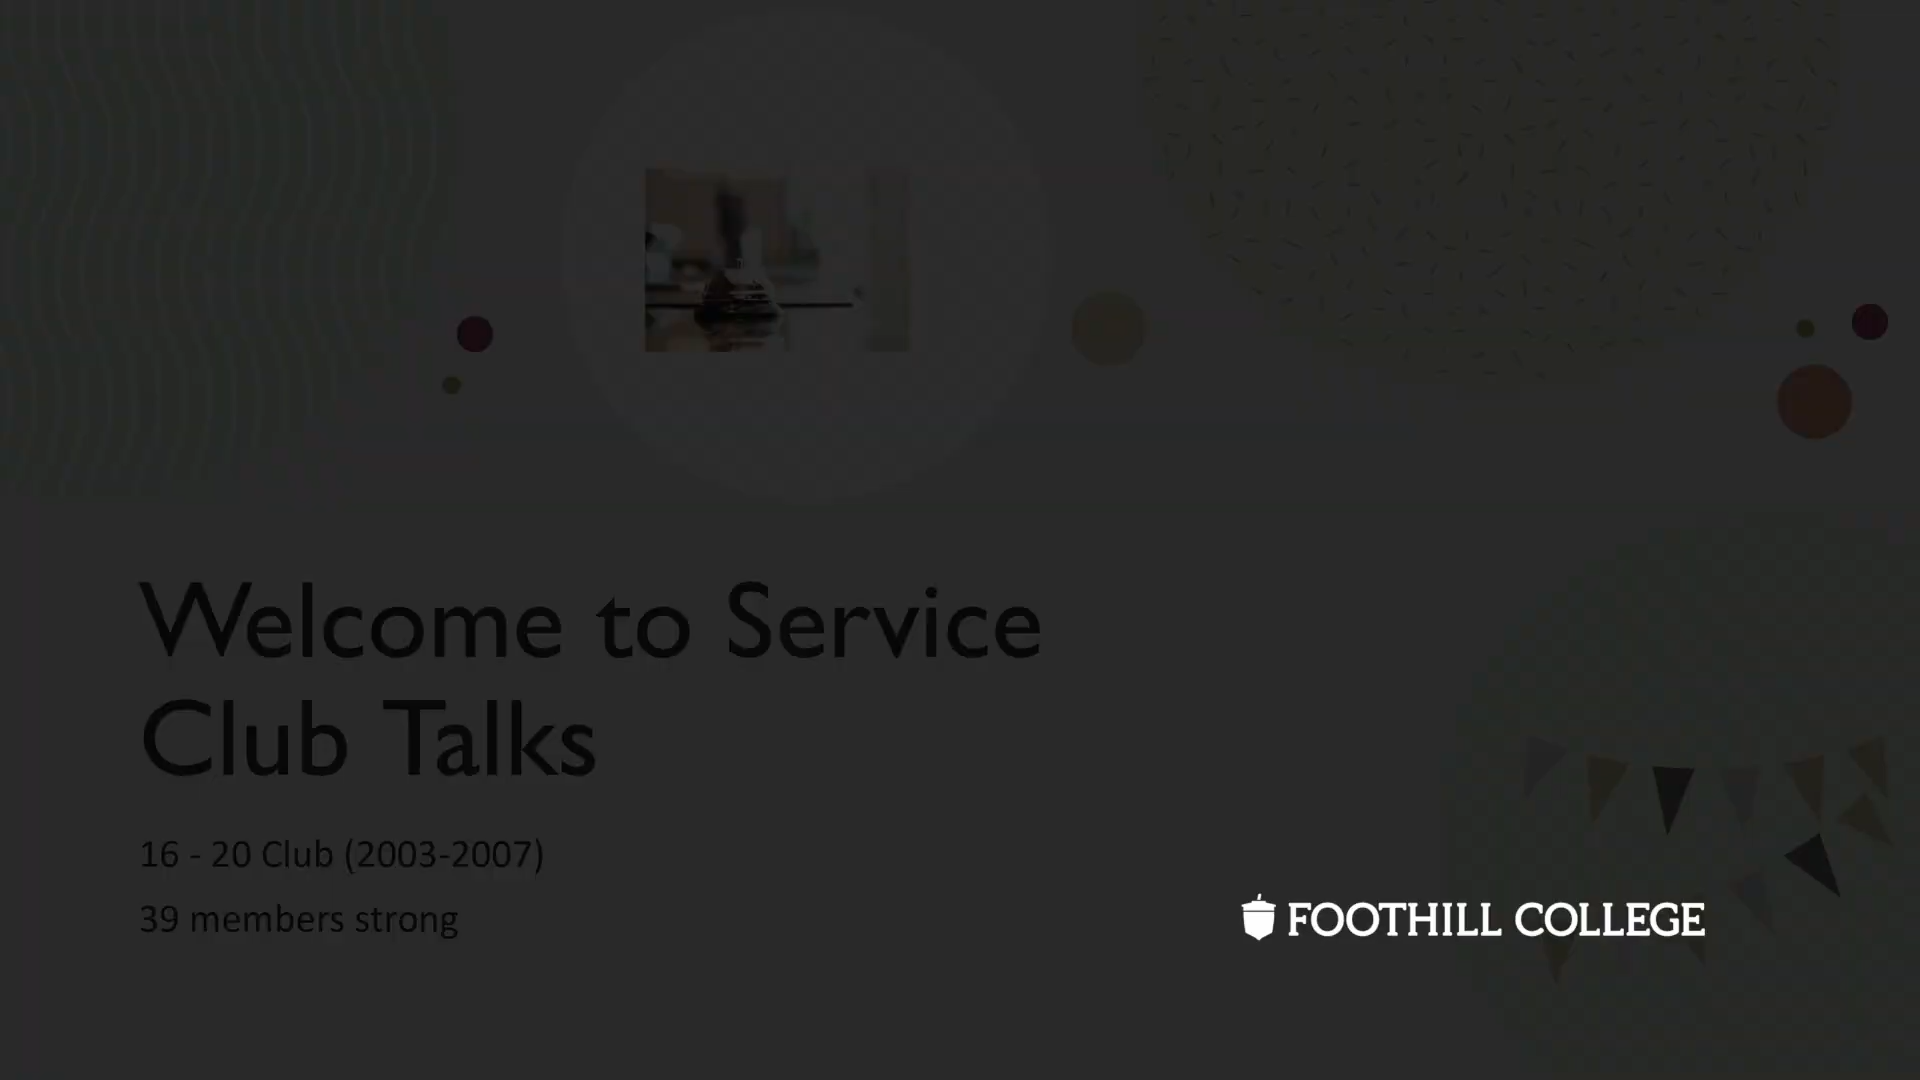 Welcome to Service
Club Talks
16 - 20 Club (2003-2007)
39 members strong
FOOTHILL COLLEGE